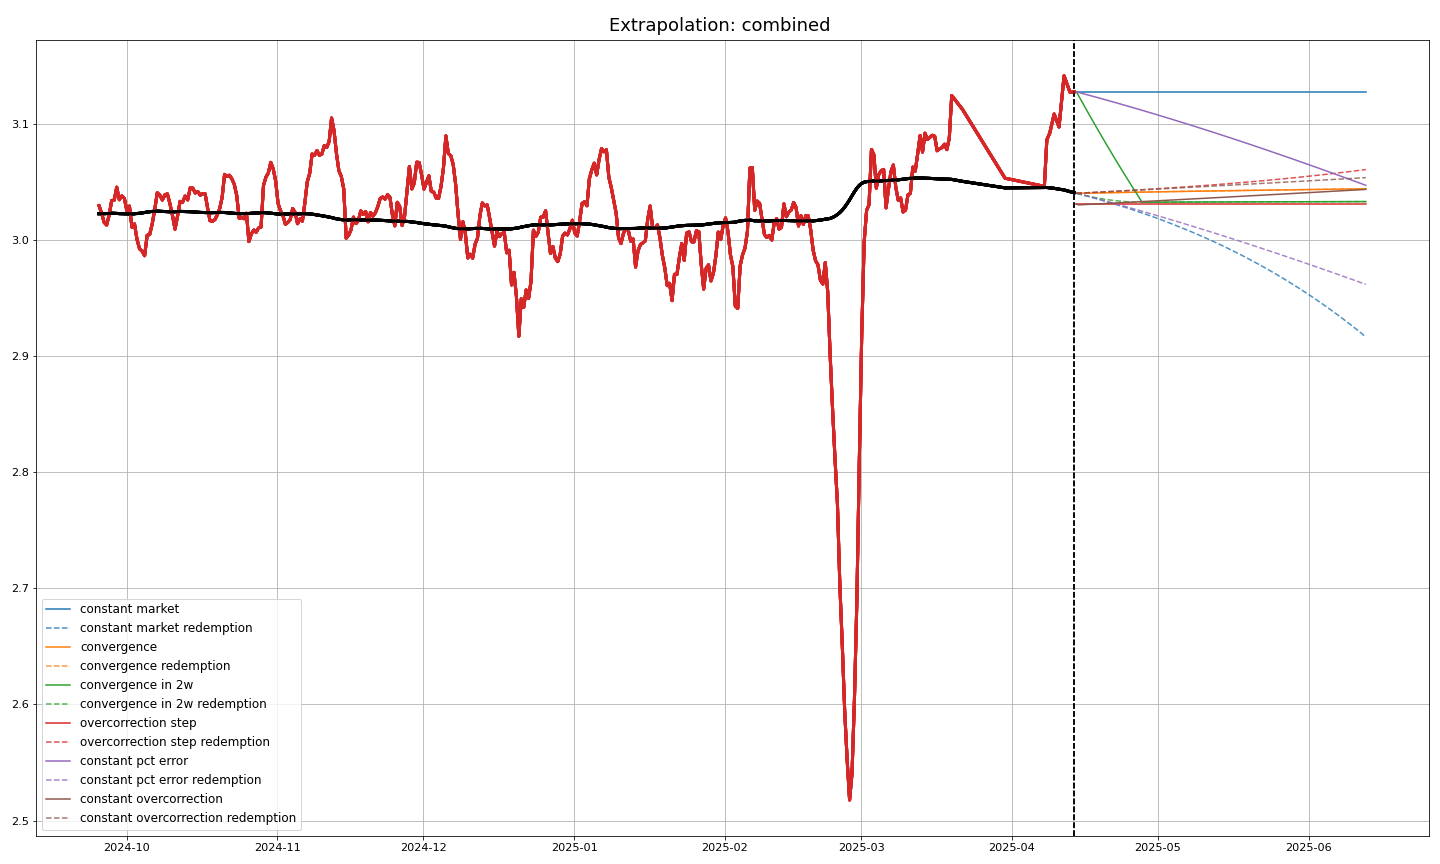 Extrapolation: combined
3.1
3.0
2.9
2.8
2.7
2.6
2.5
constant market
constant market redemption
convergence
convergence redemption
convergence in 2w
convergence in 2w redemption
overcorrection step
overcorrection step redemption
constant pct error
constant pct error redemption
constant overcorrection
constant overcorrection redemption
2024-10 2024-11 2024-12 2025-01 2025-02 2025-03 2025-04 2025-05 2025-06